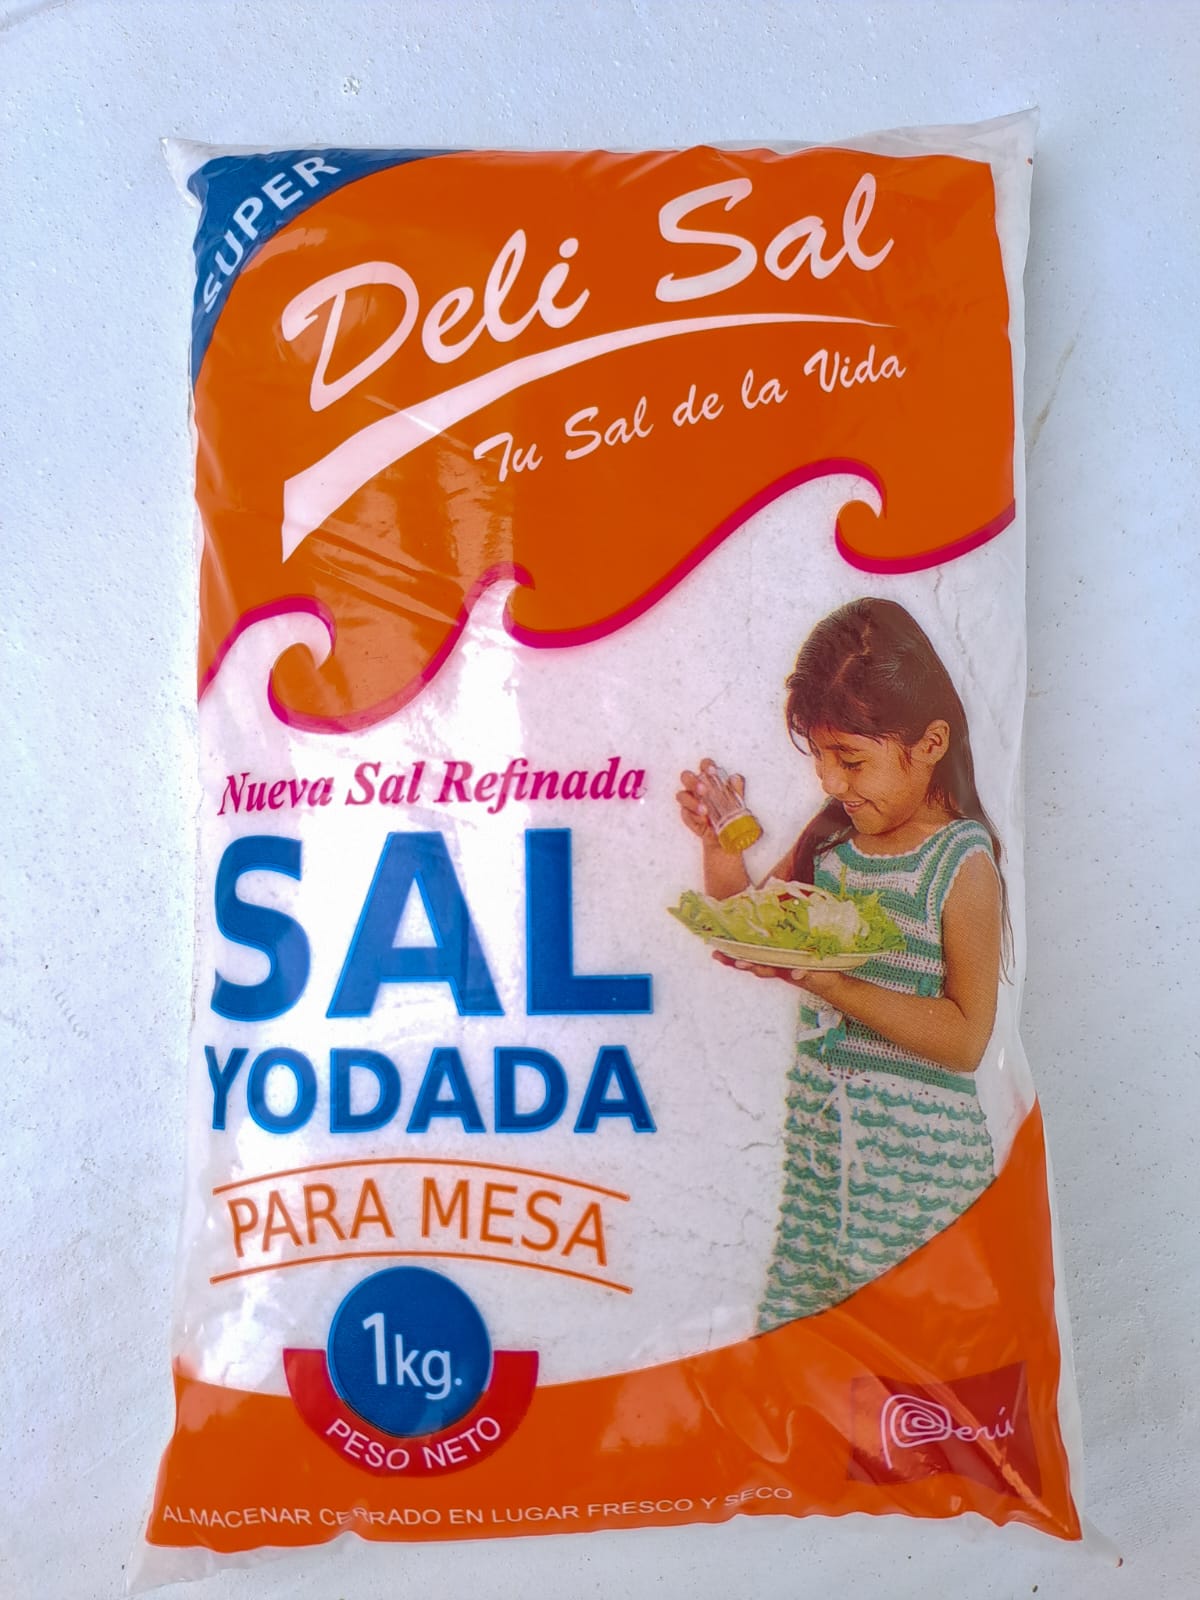 SUPER
Deli Sal
Tu Sal de la Vida
Nueva Sal Refinada
SAL
YODADA
PARA MESA
1kg.
PESO NETO
Perú
ALMACENAR CERRADO EN LUGAR FRESCO Y SECO